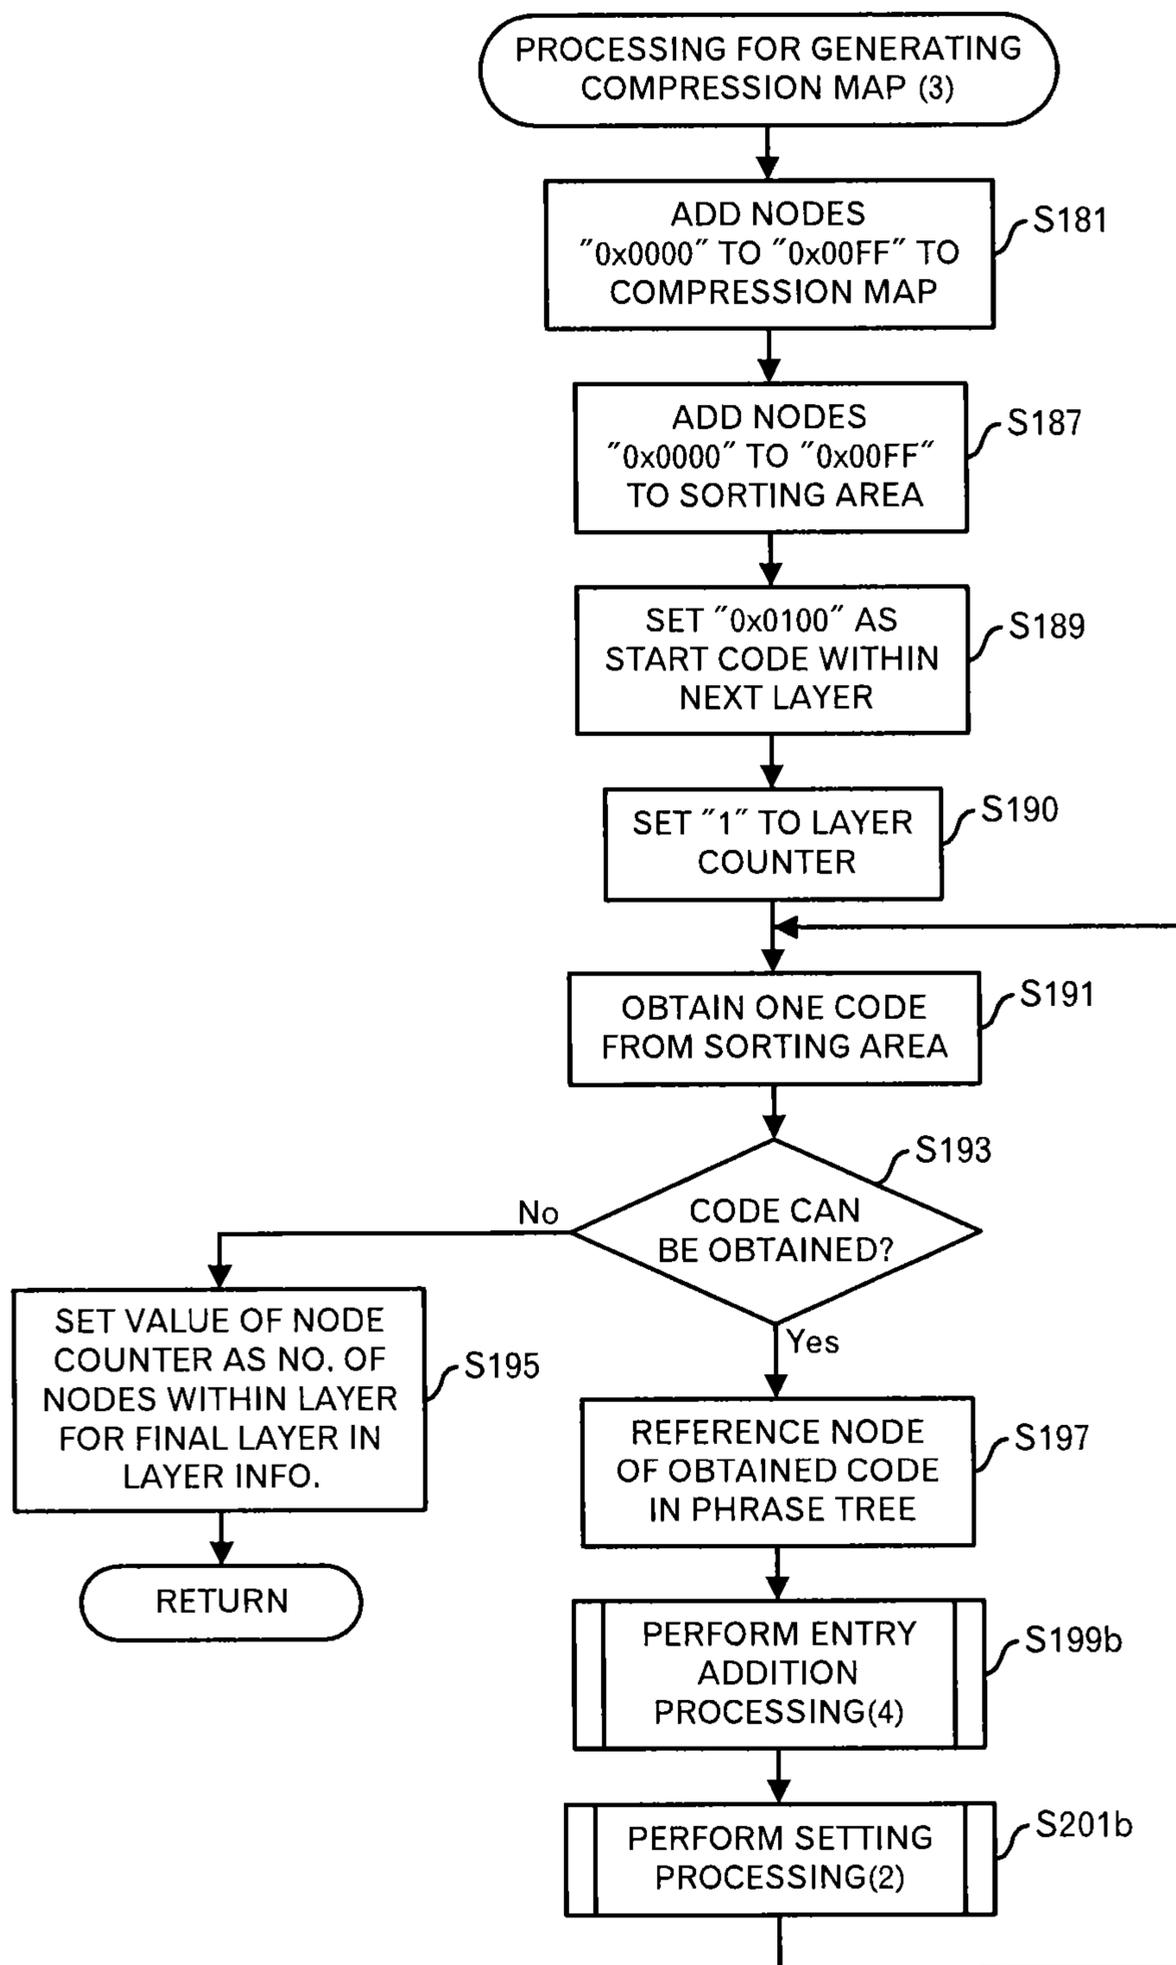 PROCESSING FOR GENERATING
COMPRESSION MAP (3)
ADD NODES
"0x0000" TO "0x00FF" TO
COMPRESSION MAP
S181
ADD NODES
"0x0000" TO "0x00FF"
TO SORTING AREA
S187
SET "0x0100" AS
START CODE WITHIN
NEXT LAYER
S189
SET "1" TO LAYER
COUNTER
S190
OBTAIN ONE CODE
FROM SORTING AREA
S191
CODE CAN
BE OBTAINED?
S193
No
Yes
SET VALUE OF NODE
COUNTER AS NO. OF
NODES WITHIN LAYER
FOR FINAL LAYER IN
LAYER INFO.
S195
RETURN
REFERENCE NODE
OF OBTAINED CODE
IN PHRASE TREE
S197
PERFORM ENTRY
ADDITION
PROCESSING(4)
S199b
PERFORM SETTING
PROCESSING(2)
S201b